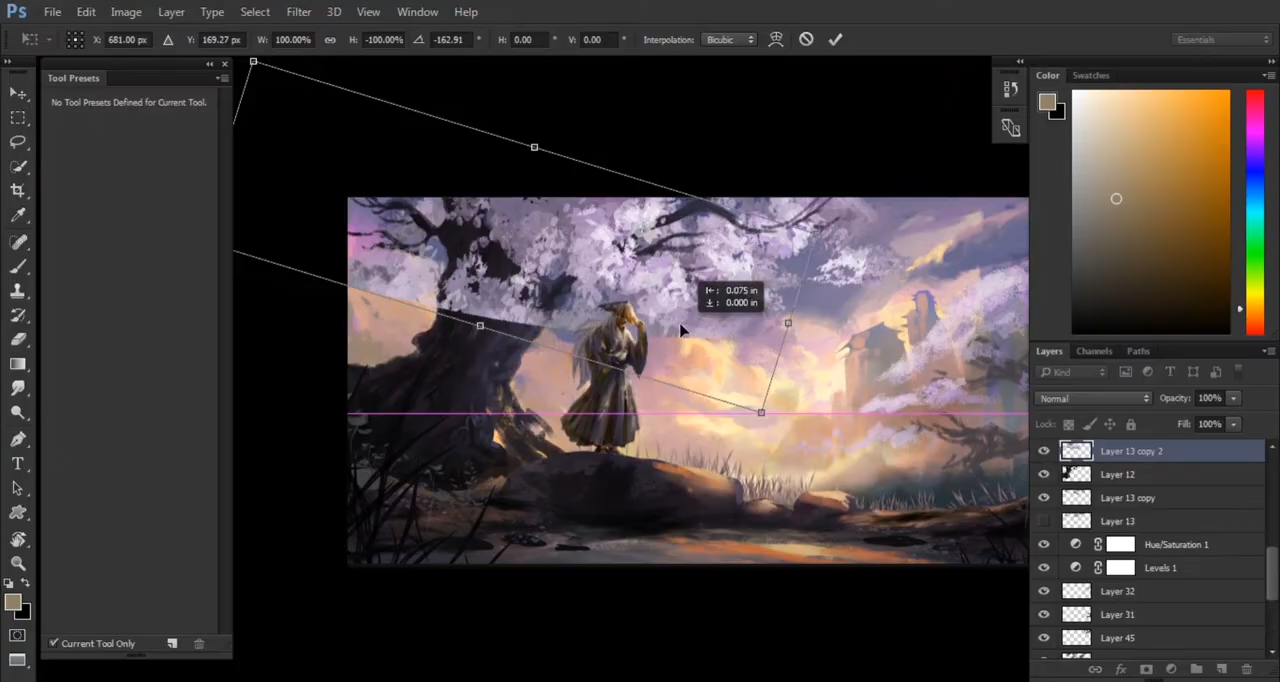 Ps File Edit Image Layer Type Select Filter 3D View Window Help
X: 681.00 px Y: 169.27 px W: 100.00% H: -100.00% -162.91 ° H: 0.00 ° V: 0.00 ° Interpolation: Bicubic Essentials
Tool Presets
No Tool Presets Defined for Current Tool.
Color Swatches
: 0.075 in
: 0.000 in
Layers Channels Paths
Kind
Normal Opacity: 100%
Lock: Fill: 100%
Layer 13 copy 2
Layer 12
Layer 13 copy
Layer 13
Hue/Saturation 1
Levels 1
Layer 32
Layer 31
Layer 45
Current Tool Only